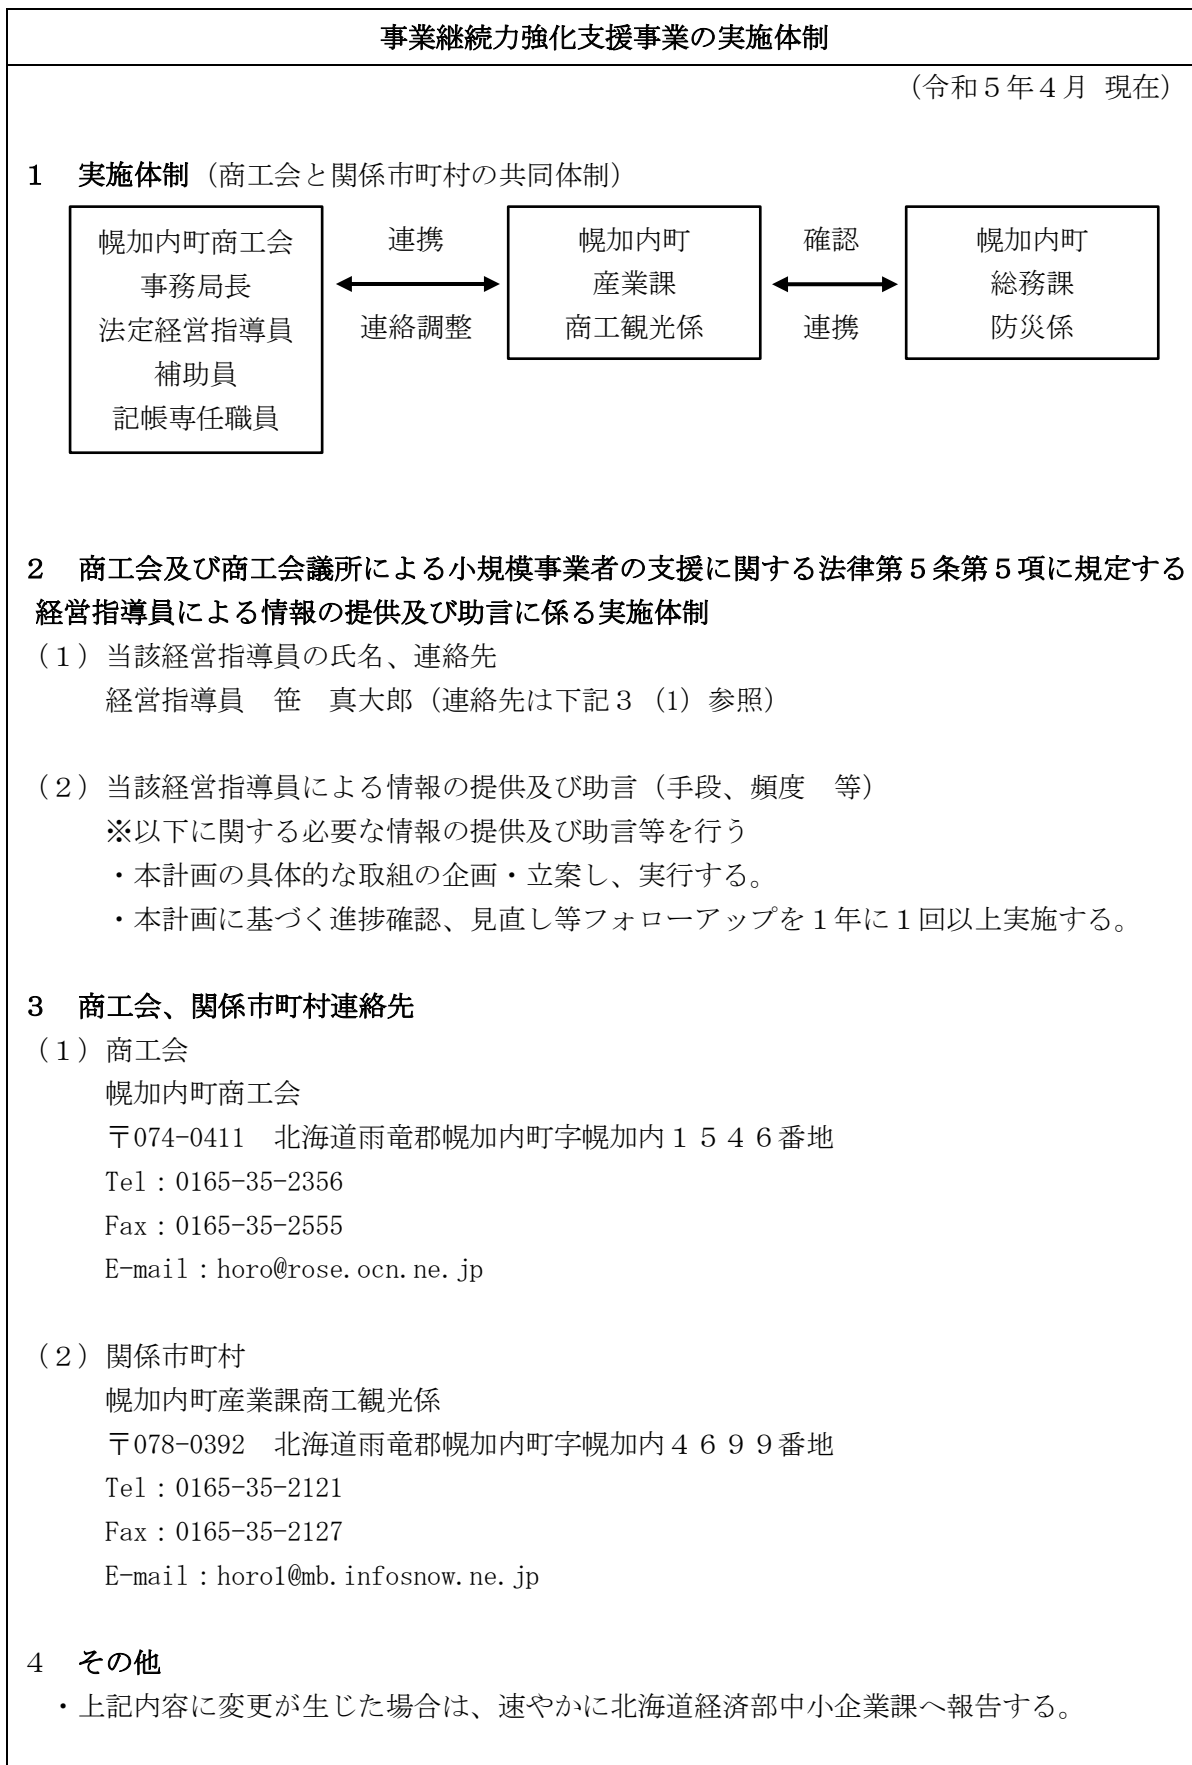 事業継続力強化支援事業の実施体制
(令和５年４月 現在)
１　実施体制（商工会と関係市町村の共同体制）
幌加内町商工会
事務局長
法定経営指導員
補助員
記帳専任職員
連携
連絡調整
幌加内町
産業課
商工観光係
確認
連携
幌加内町
総務課
防災係
２　商工会及び商工会議所による小規模事業者の支援に関する法律第５条第５項に規定する
経営指導員による情報の提供及び助言に係る実施体制
（１）当該経営指導員の氏名、連絡先
経営指導員　笹　真大郎（連絡先は下記３（1）参照）
（２）当該経営指導員による情報の提供及び助言（手段、頻度　等）
※以下に関する必要な情報の提供及び助言等を行う
・本計画の具体的な取組の企画・立案し、実行する。
・本計画に基づく進捗確認、見直し等フォローアップを１年に１回以上実施する。
３　商工会、関係市町村連絡先
（１）商工会
幌加内町商工会
〒074-0411　北海道雨竜郡幌加内町字幌加内１５４６番地
Tel：0165-35-2356
Fax：0165-35-2555
E-mail：horo@rose.ocn.ne.jp
（２）関係市町村
幌加内町産業課商工観光係
〒078-0392　北海道雨竜郡幌加内町字幌加内４６９９番地
Tel：0165-35-2121
Fax：0165-35-2127
E-mail：horo1@mb.infosnow.ne.jp
４　その他
・上記内容に変更が生じた場合は、速やかに北海道経済部中小企業課へ報告する。